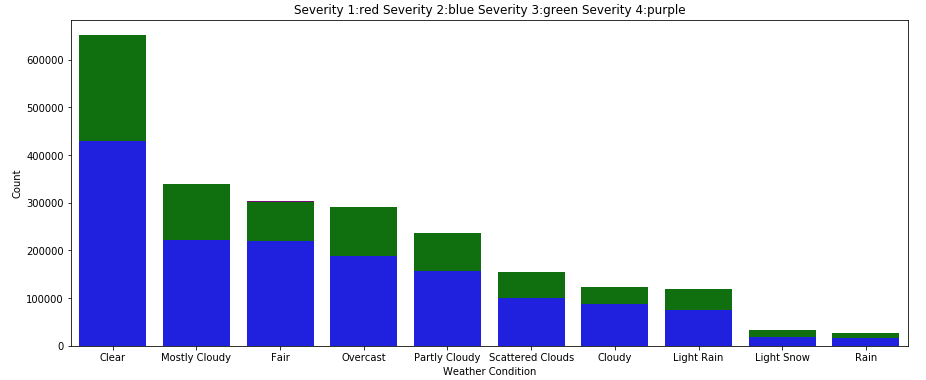 Severity 1:red Severity 2:blue Severity 3:green Severity 4:purple
600000
500000
400000
300000
200000
100000
0
Count
Clear Mostly Cloudy Fair Overcast Partly Cloudy Scattered Clouds Cloudy Light Rain Light Snow Rain
Weather Condition